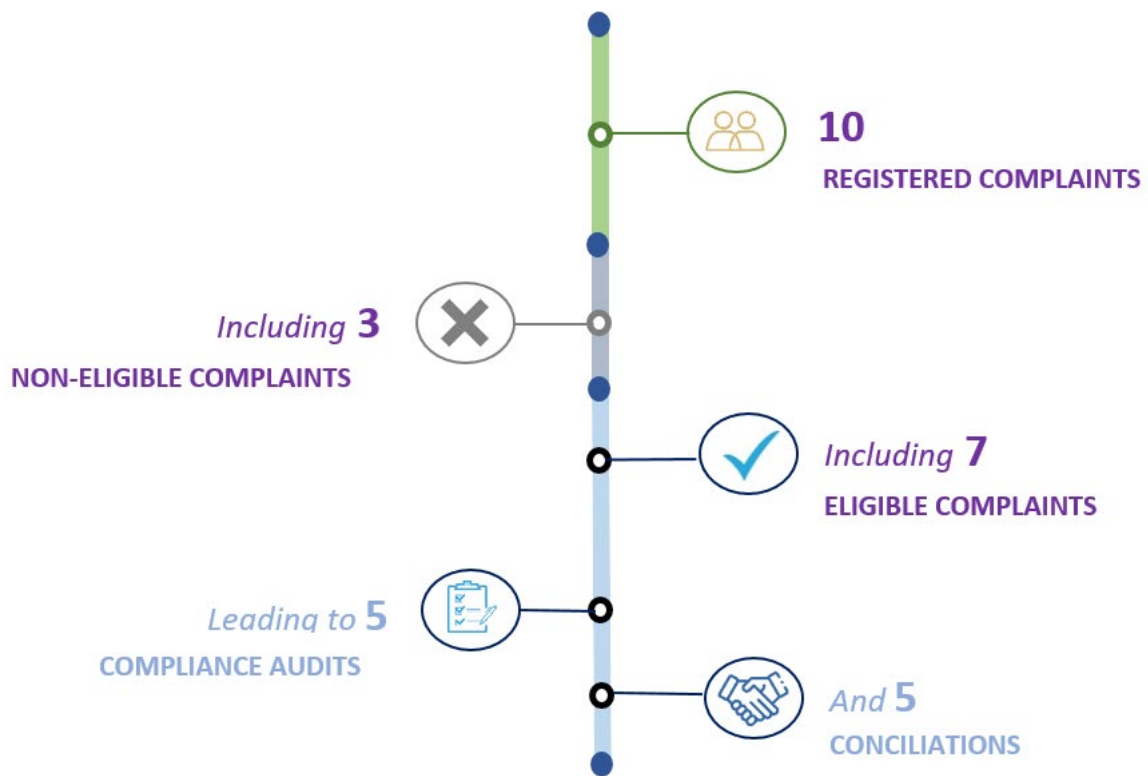 10
REGISTERED COMPLAINTS
Including 3
NON-ELIGIBLE COMPLAINTS
Including 7
ELIGIBLE COMPLAINTS
Leading to 5
COMPLIANCE AUDITS
And 5
CONCILIATIONS